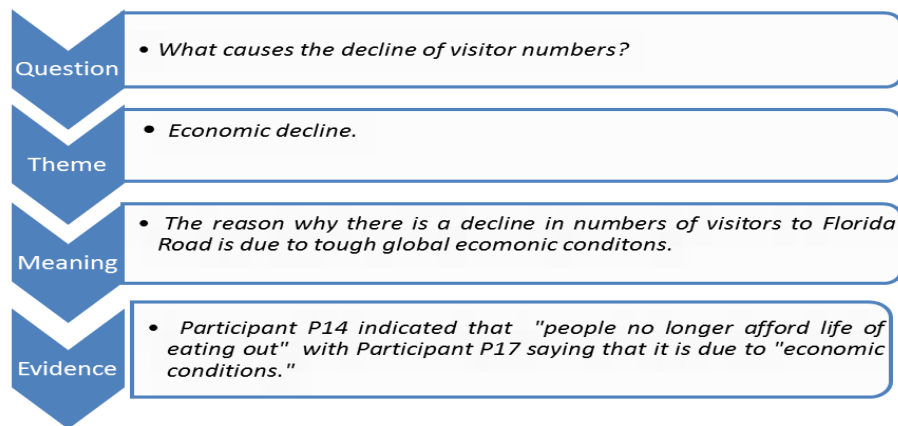 Question
• What causes the decline of visitor numbers?
Theme
• Economic decline.
Meaning
• The reason why there is a decline in numbers of visitors to Florida
Road is due to tough global ecomonic conditons.
Evidence
• Participant P14 indicated that "people no longer afford life of
eating out" with Participant P17 saying that it is due to "economic
conditions."